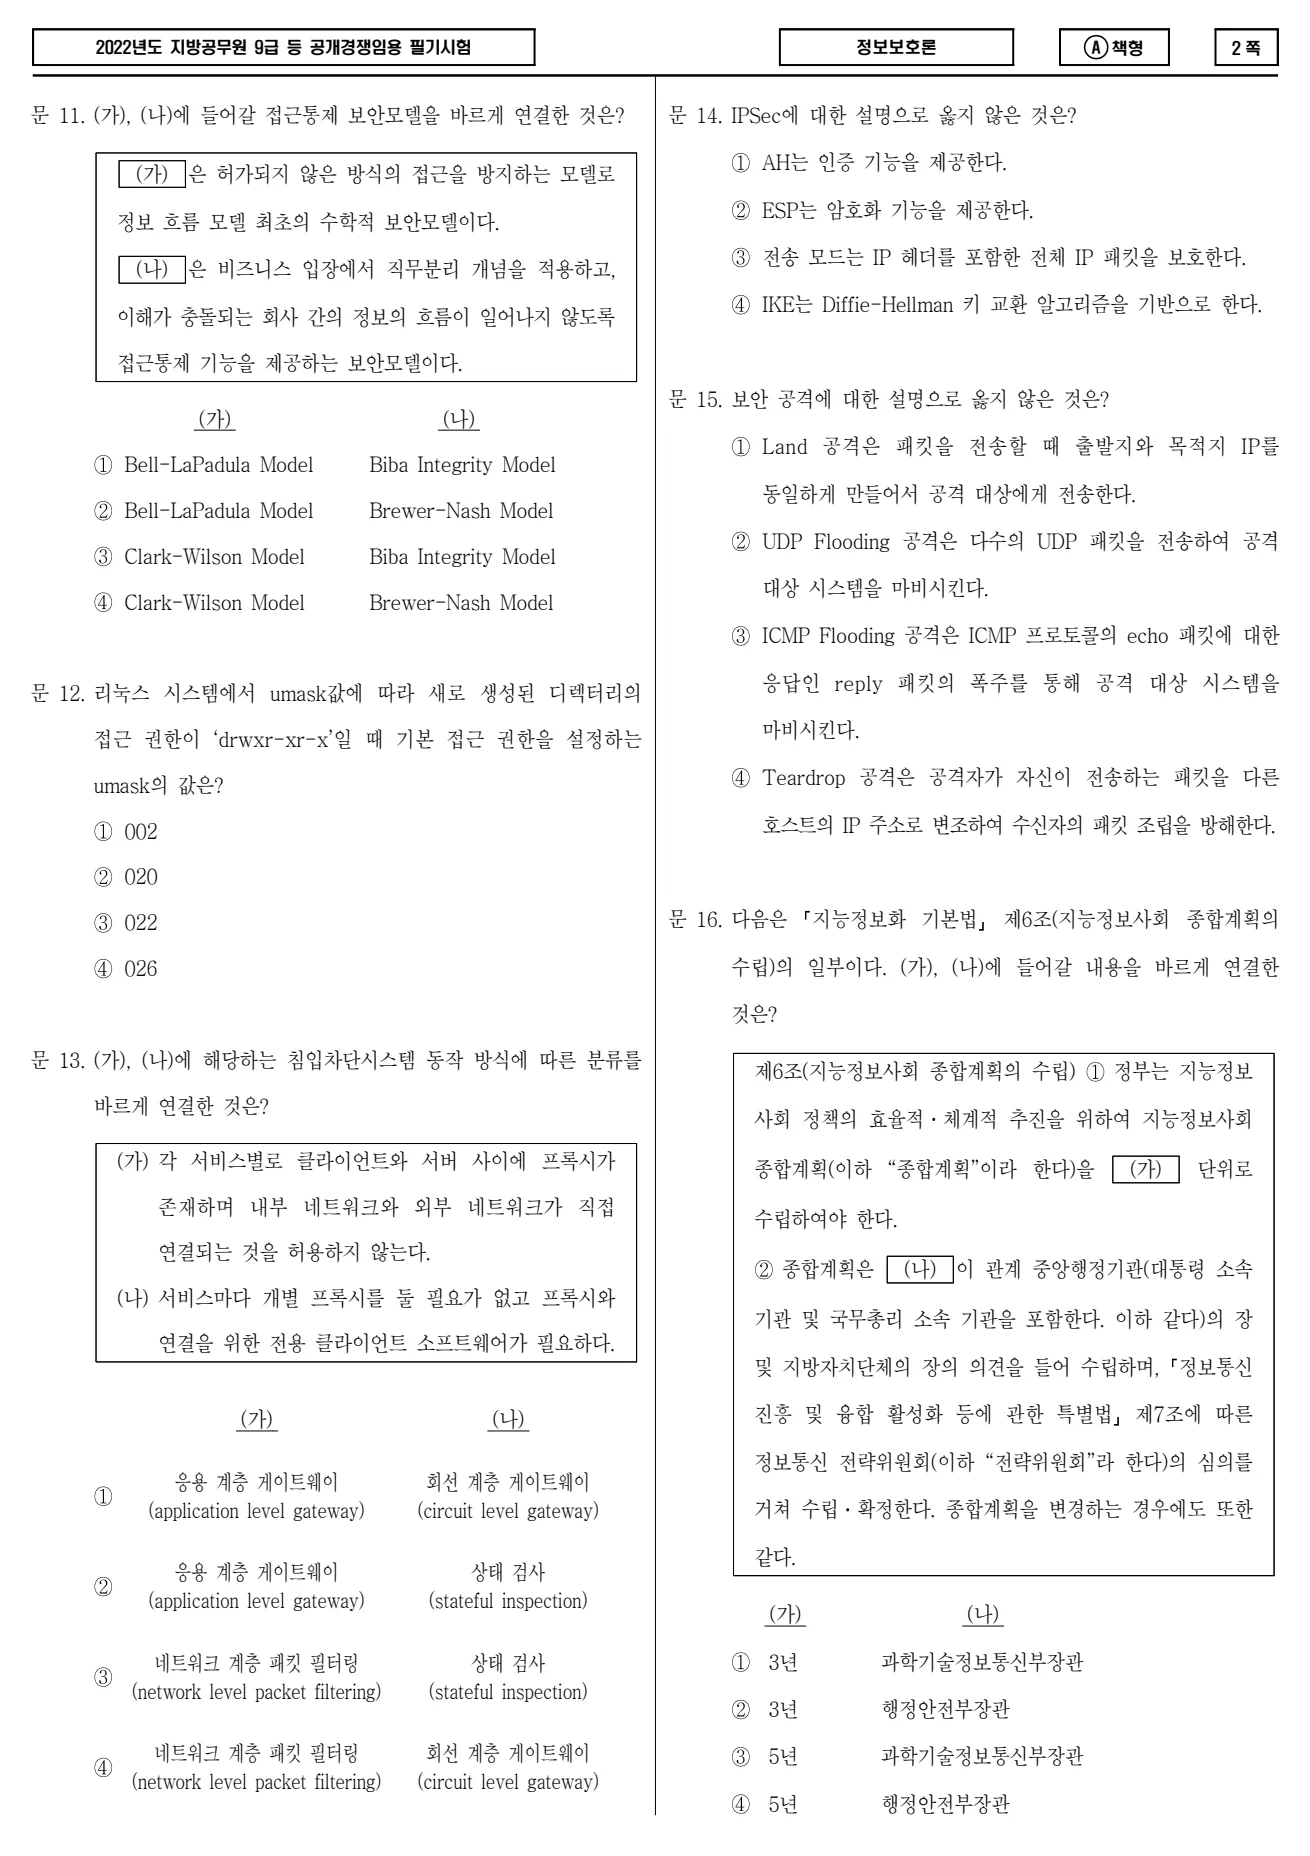 2022년도 지방공무원 9급 등 공개경쟁임용 필기시험
정보보호론
Ⓐ 책형
2 쪽
문 11. (가), (나)에 들어갈 접근통제 보안모델을 바르게 연결한 것은?
(가) 은 허가되지 않은 방식의 접근을 방지하는 모델로
정보 흐름 모델 최초의 수학적 보안모델이다.
(나) 은 비즈니스 입장에서 직무분리 개념을 적용하고,
이해가 충돌되는 회사 간의 정보의 흐름이 일어나지 않도록
접근통제 기능을 제공하는 보안모델이다.
(가) (나)
① Bell-LaPadula Model Biba Integrity Model
② Bell-LaPadula Model Brewer-Nash Model
③ Clark-Wilson Model Biba Integrity Model
④ Clark-Wilson Model Brewer-Nash Model
문 12. 리눅스 시스템에서 umask값에 따라 새로 생성된 디렉터리의
접근 권한이 ‘drwxr-xr-x’일 때 기본 접근 권한을 설정하는
umask의 값은?
① 002
② 020
③ 022
④ 026
문 13. (가), (나)에 해당하는 침입차단시스템 동작 방식에 따른 분류를
바르게 연결한 것은?
(가) 각 서비스별로 클라이언트와 서버 사이에 프록시가
존재하며 내부 네트워크와 외부 네트워크가 직접
연결되는 것을 허용하지 않는다.
(나) 서비스마다 개별 프록시를 둘 필요가 없고 프록시와
연결을 위한 전용 클라이언트 소프트웨어가 필요하다.
(가) (나)
① 응용 계층 게이트웨이 회선 계층 게이트웨이
(application level gateway) (circuit level gateway)
② 응용 계층 게이트웨이 상태 검사
(application level gateway) (stateful inspection)
③ 네트워크 계층 패킷 필터링 상태 검사
(network level packet filtering) (stateful inspection)
④ 네트워크 계층 패킷 필터링 회선 계층 게이트웨이
(network level packet filtering) (circuit level gateway)
문 14. IPSec에 대한 설명으로 옳지 않은 것은?
① AH는 인증 기능을 제공한다.
② ESP는 암호화 기능을 제공한다.
③ 전송 모드는 IP 헤더를 포함한 전체 IP 패킷을 보호한다.
④ IKE는 Diffie-Hellman 키 교환 알고리즘을 기반으로 한다.
문 15. 보안 공격에 대한 설명으로 옳지 않은 것은?
① Land 공격은 패킷을 전송할 때 출발지와 목적지 IP를
동일하게 만들어서 공격 대상에게 전송한다.
② UDP Flooding 공격은 다수의 UDP 패킷을 전송하여 공격
대상 시스템을 마비시킨다.
③ ICMP Flooding 공격은 ICMP 프로토콜의 echo 패킷에 대한
응답인 reply 패킷의 폭주를 통해 공격 대상 시스템을
마비시킨다.
④ Teardrop 공격은 공격자가 자신이 전송하는 패킷을 다른
호스트의 IP 주소로 변조하여 수신자의 패킷 조립을 방해한다.
문 16. 다음은 「지능정보화 기본법」 제6조(지능정보사회 종합계획의
수립)의 일부이다. (가), (나)에 들어갈 내용을 바르게 연결한
것은?
제6조(지능정보사회 종합계획의 수립) ① 정부는 지능정보
사회 정책의 효율적·체계적 추진을 위하여 지능정보사회
종합계획(이하 “종합계획”이라 한다)을 (가) 단위로
수립하여야 한다.
② 종합계획은 (나) 이 관계 중앙행정기관(대통령 소속
기관 및 국무총리 소속 기관을 포함한다. 이하 같다)의 장
및 지방자치단체의 장의 의견을 들어 수립하며, 「정보통신
진흥 및 융합 활성화 등에 관한 특별법」 제7조에 따른
정보통신 전략위원회(이하 “전략위원회”라 한다)의 심의를
거쳐 수립·확정한다. 종합계획을 변경하는 경우에도 또한
같다.
(가) (나)
① 3년 과학기술정보통신부장관
② 3년 행정안전부장관
③ 5년 과학기술정보통신부장관
④ 5년 행정안전부장관